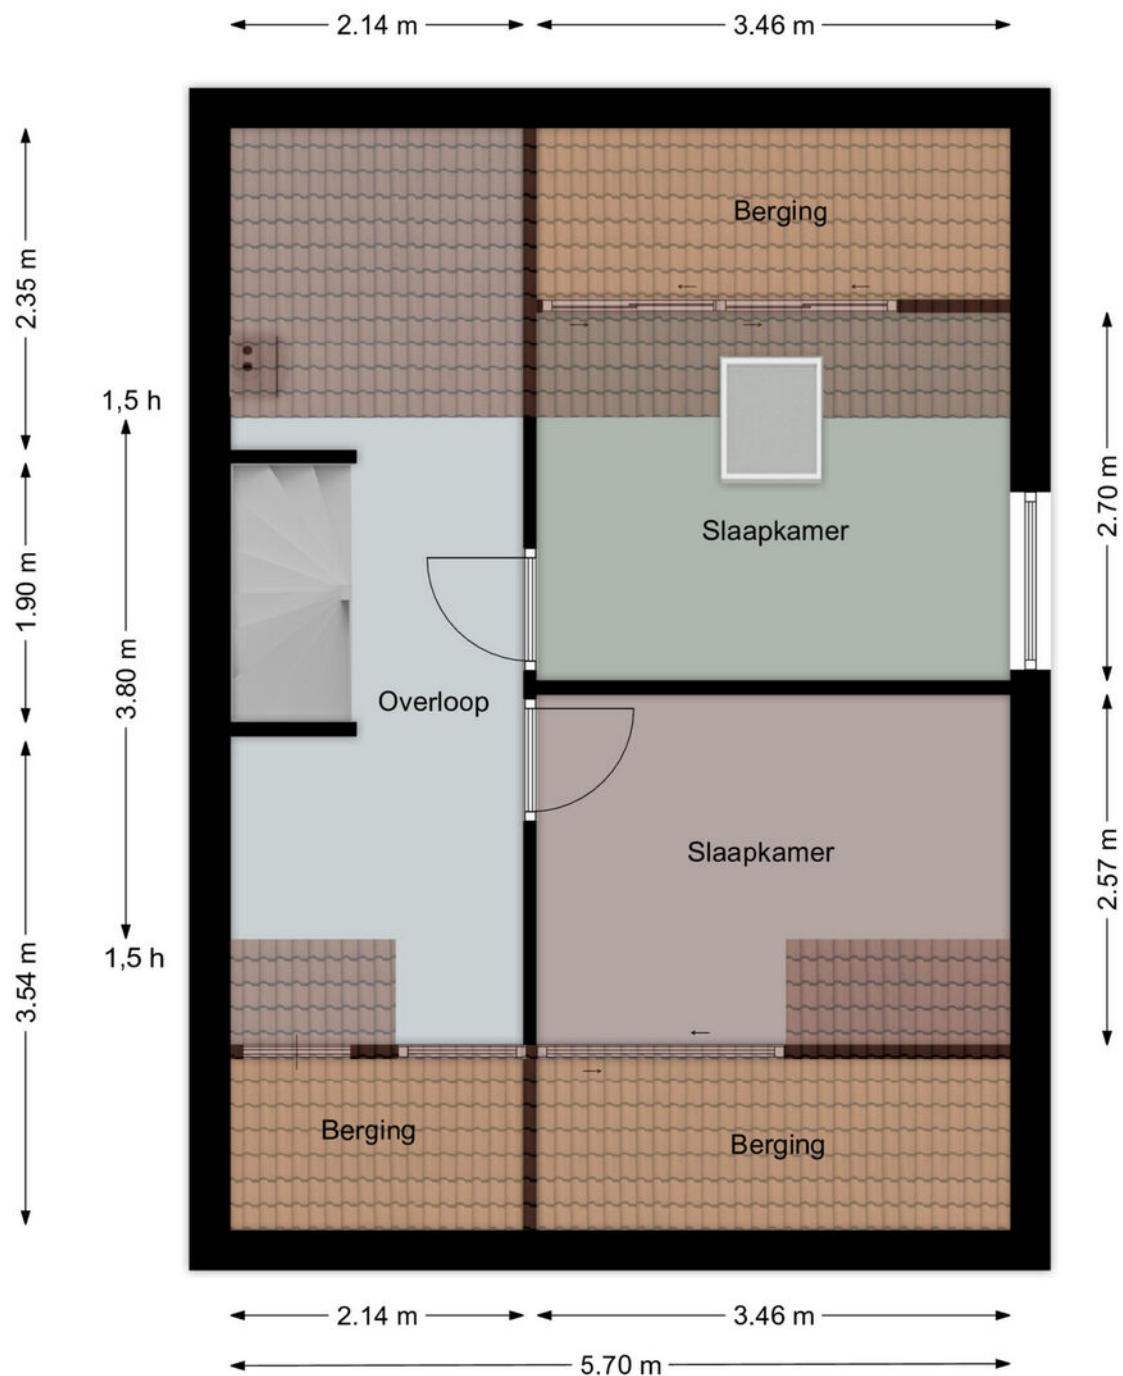 2.14 m
3.46 m
Berging
2.35 m
1,5 h
2.70 m
Slaapkamer
1.90 m
3.80 m
Overloop
Slaapkamer
2.57 m
1,5 h
3.54 m
Berging
Berging
2.14 m
3.46 m
5.70 m